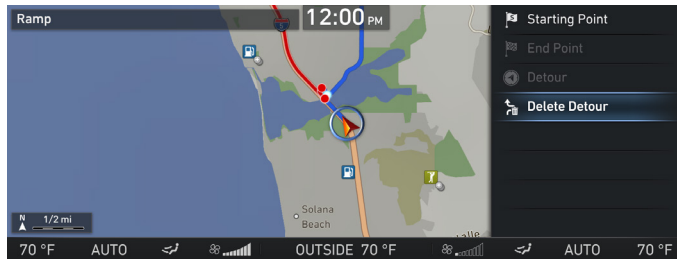 Ramp
12:00 PM
Starting Point
End Point
Detour
Delete Detour
5
Solana
Beach
N
1/2 mi
70 °F
AUTO
OUTSIDE 70 °F
AUTO
70 °F